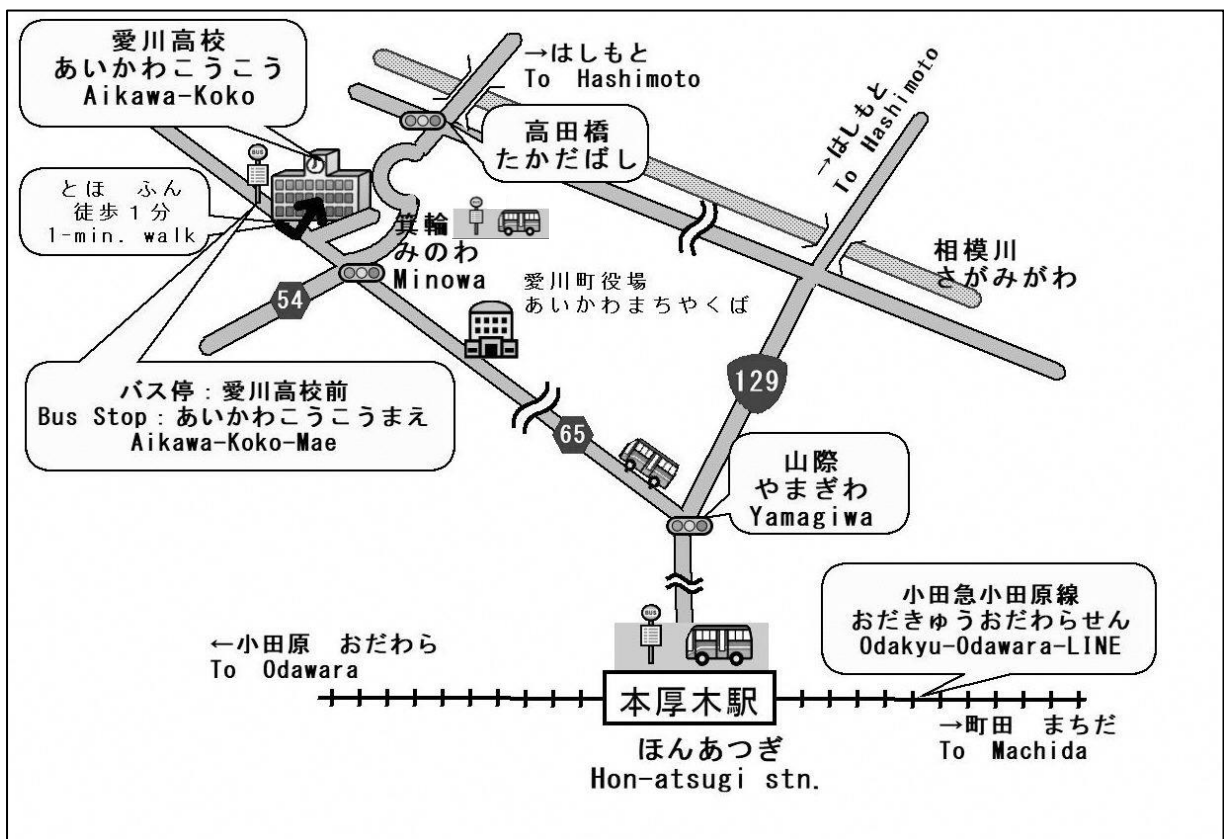 愛川高校
あいかわこうこう
Aikawa-Koko
→はしもと
To Hashimoto
高田橋
たかだばし
→はしもと
To Hashimoto
BUS
とほ ふん
徒歩1分
1-min. walk
箕輪
みのわ
Minowa
相模川
さがみがわ
愛川町役場
あいかわまちやくば
54
129
バス停：愛川高校前
Bus Stop：あいかわこうこうまえ
Aikawa-Koko-Mae
65
山際
やまぎわ
Yamagiwa
小田急小田原線
おだきゅうおだわらせん
Odakyu-Odawara-LINE
BUS
←小田原 おだわら
To Odawara
本厚木駅
→町田 まちだ
To Machida
ほんあつぎ
Hon-atsugi stn.